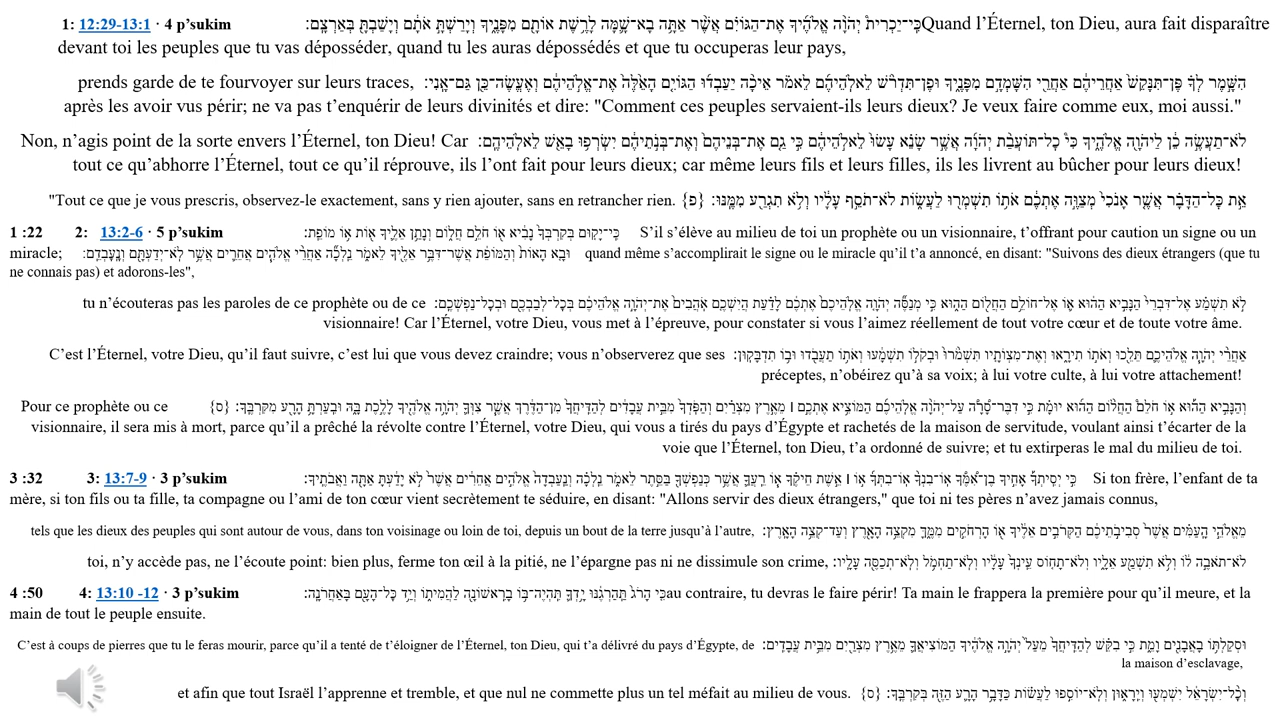 1: 12:29-13:1 · 4 p’sukim כִּֽי־יַכְרִית֩ יְהֹוָ֨ה אֱלֹהֶ֜יךָ אֶת־הַגּוֹיִ֗ם אֲשֶׁ֨ר אַתָּ֥ה בָא־שָׁ֛מָּה לָרֶ֥שֶׁת אוֹתָ֖ם מִפָּנֶ֑יךָ וְיָרַשְׁתָּ֣ אֹתָ֔ם וְיָשַׁבְתָּ֖ בְּאַרְצָֽם׃ Quand l’Éternel, ton Dieu, aura fait disparaître
devant toi les peuples que tu vas déposséder, quand tu les auras dépossédés et que tu occuperas leur pays,
הִשָּׁ֣מֶר לְךָ֗ פֶּן־תִּנָּקֵשׁ֙ אַחֲרֵיהֶ֔ם אַחֲרֵ֖י הִשָּׁמְדָ֣ם מִפָּנֶ֑יךָ וּפֶן־תִּדְרֹ֨שׁ לֵאלֹהֵיהֶ֜ם לֵאמֹ֗ר אֵיכָ֨ה יַעַבְד֜וּ הַגּוֹיִ֤ם הָאֵ֙לֶּה֙ אֶת־אֱלֹ֣הֵיהֶ֔ם וְאֶעֱשֶׂה־כֵּ֖ן גַּם־אָֽנִי׃ prends garde de te fourvoyer sur leurs traces,
après les avoir vus périr; ne va pas t’enquérir de leurs divinités et dire: "Comment ces peuples servaient-ils leurs dieux? Je veux faire comme eux, moi aussi."
לֹא־תַעֲשֶׂ֣ה כֵ֔ן לַיהֹוָ֖ה אֱלֹהֶ֑יךָ כִּי֩ כׇל־תּוֹעֲבַ֨ת יְהֹוָ֜ה אֲשֶׁ֣ר שָׂנֵ֗א עָשׂוּ֙ לֵאלֹ֣הֵיהֶ֔ם כִּ֣י גַ֤ם אֶת־בְּנֵיהֶם֙ וְאֶת־בְּנֹ֣תֵיהֶ֔ם יִשְׂרְפ֥וּ בָאֵ֖שׁ לֵאלֹֽהֵיהֶֽם׃ Non, n’agis point de la sorte envers l’Éternel, ton Dieu! Car
tout ce qu’abhorre l’Éternel, tout ce qu’il réprouve, ils l’ont fait pour leurs dieux; car même leurs fils et leurs filles, ils les livrent au bûcher pour leurs dieux!
אֵ֣ת כׇּל־הַדָּבָ֗ר אֲשֶׁ֤ר אָנֹכִי֙ מְצַוֶּ֣ה אֶתְכֶ֔ם אֹת֥וֹ תִשְׁמְר֖וּ לַעֲשׂ֑וֹת לֹא־תֹסֵ֣ף עָלָ֔יו וְלֹ֥א תִגְרַ֖ע מִמֶּֽנּוּ׃ {פ} "Tout ce que je vous prescris, observez-le exactement, sans y rien ajouter, sans en retrancher rien.
1 :22 2: 13:2-6 · 5 p’sukim כִּֽי־יָק֤וּם בְּקִרְבְּךָ֙ נָבִ֔יא א֖וֹ חֹלֵ֣ם חֲל֑וֹם וְנָתַ֥ן אֵלֶ֛יךָ א֖וֹת א֥וֹ מוֹפֵֽת׃ S’il s’élève au milieu de toi un prophète ou un visionnaire, t’offrant pour caution un signe ou un
miracle; וּבָ֤א הָאוֹת֙ וְהַמּוֹפֵ֔ת אֲשֶׁר־דִּבֶּ֥ר אֵלֶ֖יךָ לֵאמֹ֑ר נֵֽלְכָ֞ה אַחֲרֵ֨י אֱלֹהִ֧ים אֲחֵרִ֛ים אֲשֶׁ֥ר לֹֽא־יְדַעְתָּ֖ם וְנׇֽעׇבְדֵֽם׃ quand même s’accomplirait le signe ou le miracle qu’il t’a annoncé, en disant: "Suivons des dieux étrangers (que tu
ne connais pas) et adorons-les",
לֹ֣א תִשְׁמַ֗ע אֶל־דִּבְרֵי֙ הַנָּבִ֣יא הַה֔וּא א֛וֹ אֶל־חוֹלֵ֥ם הַחֲל֖וֹם הַה֑וּא כִּ֣י מְנַסֶּ֞ה יְהֹוָ֤ה אֱלֹֽהֵיכֶם֙ אֶתְכֶ֔ם לָדַ֗עַת הֲיִשְׁכֶ֤ם אֹֽהֲבִים֙ אֶת־יְהֹוָ֣ה אֱלֹהֵיכֶ֔ם בְּכׇל־לְבַבְכֶ֖ם וּבְכׇל־נַפְשְׁכֶֽם׃ tu n’écouteras pas les paroles de ce prophète ou de ce
visionnaire! Car l’Éternel, votre Dieu, vous met à l’épreuve, pour constater si vous l’aimez réellement de tout votre cœur et de toute votre âme.
אַחֲרֵ֨י יְהֹוָ֧ה אֱלֹהֵיכֶ֛ם תֵּלֵ֖כוּ וְאֹת֣וֹ תִירָ֑אוּ וְאֶת־מִצְוֺתָ֤יו תִּשְׁמֹ֙רוּ֙ וּבְקֹל֣וֹ תִשְׁמָ֔עוּ וְאֹת֥וֹ תַעֲבֹ֖דוּ וּב֥וֹ תִדְבָּקֽוּן׃ C’est l’Éternel, votre Dieu, qu’il faut suivre, c’est lui que vous devez craindre; vous n’observerez que ses
préceptes, n’obéirez qu’à sa voix; à lui votre culte, à lui votre attachement!
וְהַנָּבִ֣יא הַה֡וּא א֣וֹ חֹלֵם֩ הַחֲל֨וֹם הַה֜וּא יוּמָ֗ת כִּ֣י דִבֶּר־סָ֠רָ֠ה עַל־יְהֹוָ֨ה אֱלֹֽהֵיכֶ֜ם הַמּוֹצִ֥יא אֶתְכֶ֣ם ׀ מֵאֶ֣רֶץ מִצְרַ֗יִם וְהַפֹּֽדְךָ֙ מִבֵּ֣ית עֲבָדִ֔ים לְהַדִּֽיחֲךָ֙ מִן־הַדֶּ֔רֶךְ אֲשֶׁ֧ר צִוְּךָ֛ יְהֹוָ֥ה אֱלֹהֶ֖יךָ לָלֶ֣כֶת בָּ֑הּ וּבִֽעַרְתָּ֥ הָרָ֖ע מִקִּרְבֶּֽךָ׃ {ס} Pour ce prophète ou ce
visionnaire, il sera mis à mort, parce qu’il a prêché la révolte contre l’Éternel, votre Dieu, qui vous a tirés du pays d’Égypte et rachetés de la maison de servitude, voulant ainsi t’écarter de la
voie que l’Éternel, ton Dieu, t’a ordonné de suivre; et tu extirperas le mal du milieu de toi.
3 :32 3: 13:7-9 · 3 p’sukim כִּ֣י יְסִֽיתְךָ֡ אָחִ֣יךָ בֶן־אִ֠מֶּ֠ךָ אֽוֹ־בִנְךָ֨ אֽוֹ־בִתְּךָ֜ א֣וֹ ׀ אֵ֣שֶׁת חֵיקֶ֗ךָ א֧וֹ רֵֽעֲךָ֛ אֲשֶׁ֥ר כְּנַפְשְׁךָ֖ בַּסֵּ֣תֶר לֵאמֹ֑ר נֵֽלְכָ֗ה וְנַֽעַבְדָה֙ אֱלֹהִ֣ים אֲחֵרִ֔ים אֲשֶׁר֙ לֹ֣א יָדַ֔עְתָּ אַתָּ֖ה וַאֲבֹתֶֽיךָ׃ Si ton frère, l’enfant de ta
mère, si ton fils ou ta fille, ta compagne ou l’ami de ton cœur vient secrètement te séduire, en disant: "Allons servir des dieux étrangers," que toi ni tes pères n’avez jamais connus,
מֵאֱלֹהֵ֣י הָֽעַמִּ֗ים אֲשֶׁר֙ סְבִיבֹ֣תֵיכֶ֔ם הַקְּרֹבִ֣ים אֵלֶ֔יךָ א֖וֹ הָרְחֹקִ֣ים מִמֶּ֑ךָּ מִקְצֵ֥ה הָאָ֖רֶץ וְעַד־קְצֵ֥ה הָאָֽרֶץ׃ tels que les dieux des peuples qui sont autour de vous, dans ton voisinage ou loin de toi, depuis un bout de la terre jusqu’à l’autre,
לֹא־תֹאבֶ֣ה ל֔וֹ וְלֹ֥א תִשְׁמַ֖ע אֵלָ֑יו וְלֹא־תָח֤וֹס עֵֽינְךָ֙ עָלָ֔יו וְלֹא־תַחְמֹ֥ל וְלֹֽא־תְכַסֶּ֖ה עָלָֽיו׃ toi, n’y accède pas, ne l’écoute point: bien plus, ferme ton œil à la pitié, ne l’épargne pas ni ne dissimule son crime,
4 :50 4: 13:10 -12 · 3 p’sukim כִּ֤י הָרֹג֙ תַּֽהַרְגֶ֔נּוּ יָֽדְךָ֛ תִּֽהְיֶה־בּ֥וֹ בָרִֽאשׁוֹנָ֖ה לַהֲמִית֑וֹ וְיַ֥ד כׇּל־הָעָ֖ם בָּאַחֲרֹנָֽה׃ au contraire, tu devras le faire périr! Ta main le frappera la première pour qu’il meure, et la
main de tout le peuple ensuite.
וּסְקַלְתּ֥וֹ בָאֲבָנִ֖ים וָמֵ֑ת כִּ֣י בִקֵּ֗שׁ לְהַדִּֽיחֲךָ֙ מֵעַל֙ יְהֹוָ֣ה אֱלֹהֶ֔יךָ הַמּוֹצִיאֲךָ֛ מֵאֶ֥רֶץ מִצְרַ֖יִם מִבֵּ֥ית עֲבָדִֽים׃ C’est à coups de pierres que tu le feras mourir, parce qu’il a tenté de t’éloigner de l’Éternel, ton Dieu, qui t’a délivré du pays d’Égypte, de
la maison d’esclavage,
וְכׇ֨ל־יִשְׂרָאֵ֔ל יִשְׁמְע֖וּ וְיִֽרָא֑וּן וְלֹֽא־יוֹסִ֣פוּ לַעֲשׂ֗וֹת כַּדָּבָ֥ר הָרָ֛ע הַזֶּ֖ה בְּקִרְבֶּֽךָ׃ {ס} et afin que tout Israël l’apprenne et tremble, et que nul ne commette plus un tel méfait au milieu de vous.